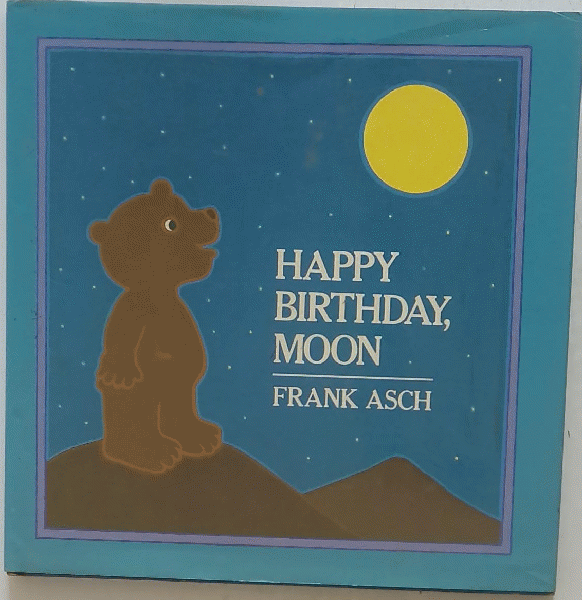 HAPPY
BIRTHDAY,
MOON
FRANK ASCH